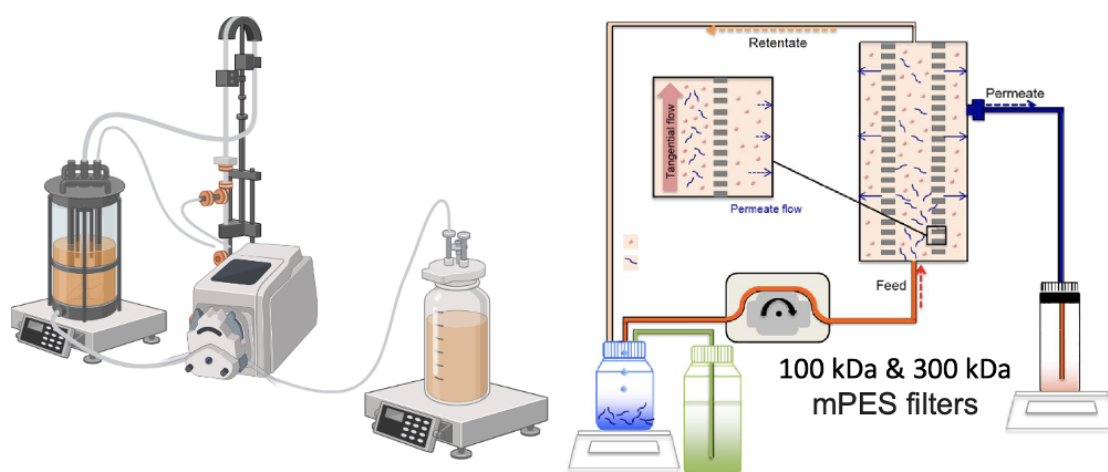 Retentate
Tangential flow
Permeate
Permeate flow
Feed
100 kDa & 300 kDa
mPES filters